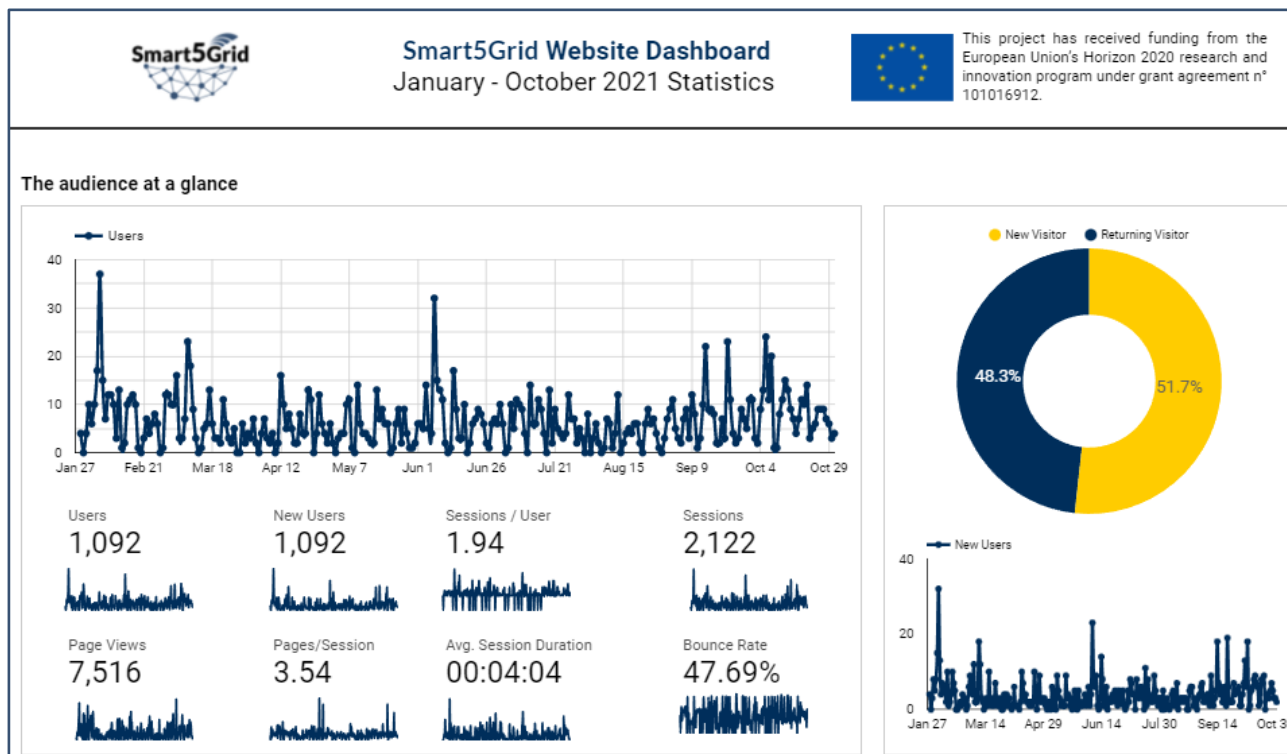 Smart5Grid
Smart5Grid Website Dashboard
January - October 2021 Statistics
This project has received funding from the
European Union's Horizon 2020 research and
innovation program under grant agreement n°
101016912.
The audience at a glance
Users
40
30
20
10
0
Jan 27 Feb 21 Mar 18 Apr 12 May 7 Jun 1 Jun 26 Jul 21 Aug 15 Sep 9 Oct 4 Oct 29
Users New Users Sessions / User Sessions
1,092 1,092 1.94 2,122
Page Views Pages/Session Avg. Session Duration Bounce Rate
7,516 3.54 00:04:04 47.69%
New Visitor Returning Visitor
48.3% 51.7%
New Users
40
20
0
Jan 27 Mar 14 Apr 29 Jun 14 Jul 30 Sep 14 Oct 3